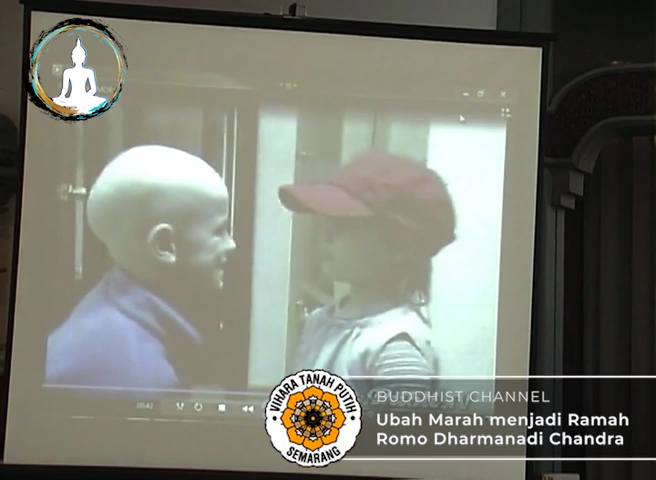 BUDDHIST CHANNEL
Ubah Marah menjadi Ramah
Romo Dharmanadi Chandra
VIHARA TANAH PUTIH
SEMARANG